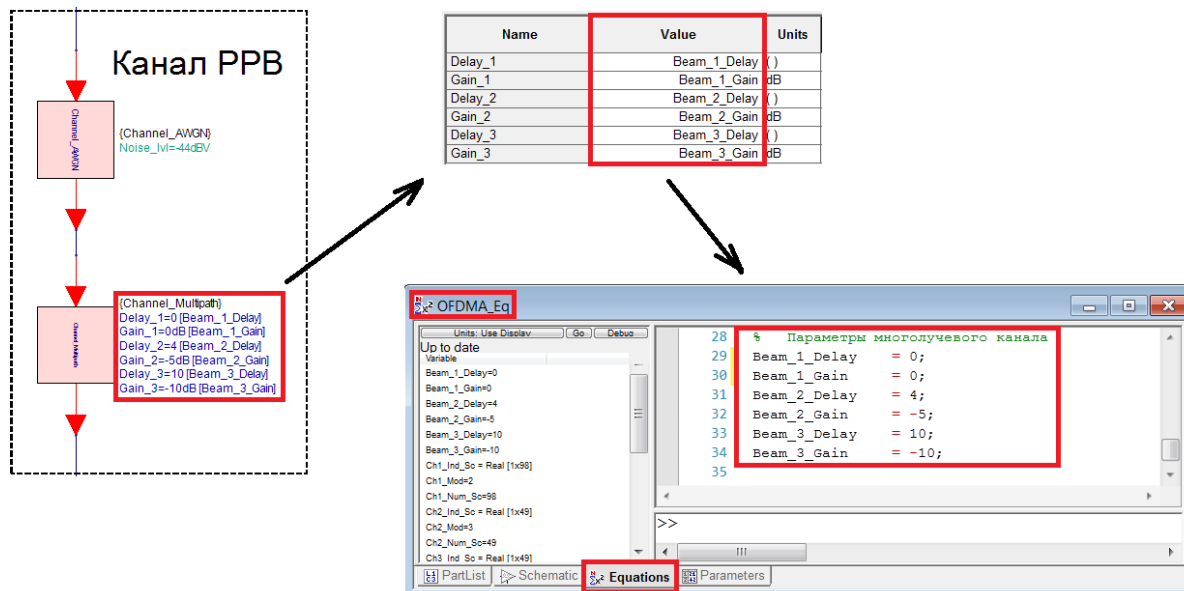 Канал РРВ
Channel_AWGN
{Channel_AWGN}
Noise_lvl=-44dBV
Channel_Multipath
{Channel_Multipath}
Delay_1=0 [Beam_1_Delay]
Gain_1=0dB [Beam_1_Gain]
Delay_2=4 [Beam_2_Delay]
Gain_2=-5dB [Beam_2_Gain]
Delay_3=10 [Beam_3_Delay]
Gain_3=-10dB [Beam_3_Gain]
Name Value Units
Delay_1 Beam_1_Delay ( )
Gain_1 Beam_1_Gain dB
Delay_2 Beam_2_Delay ( )
Gain_2 Beam_2_Gain dB
Delay_3 Beam_3_Delay ( )
Gain_3 Beam_3_Gain dB
OFDMA_Eq
Units: Use Display Go Debug
Up to date
Variable
Beam_1_Delay=0
Beam_1_Gain=0
Beam_2_Delay=4
Beam_2_Gain=-5
Beam_3_Delay=10
Beam_3_Gain=-10
Ch1_Ind_Sc = Real [1x98]
Ch1_Mod=2
Ch1_Num_Sc=98
Ch2_Ind_Sc = Real [1x49]
Ch2_Mod=3
Ch2_Num_Sc=49
Ch3_Ind_Sc = Real [1x49]
28 % Параметры многолучевого канала
29 Beam_1_Delay = 0;
30 Beam_1_Gain = 0;
31 Beam_2_Delay = 4;
32 Beam_2_Gain = -5;
33 Beam_3_Delay = 10;
34 Beam_3_Gain = -10;
35
>>
PartList Schematic Equations Parameters